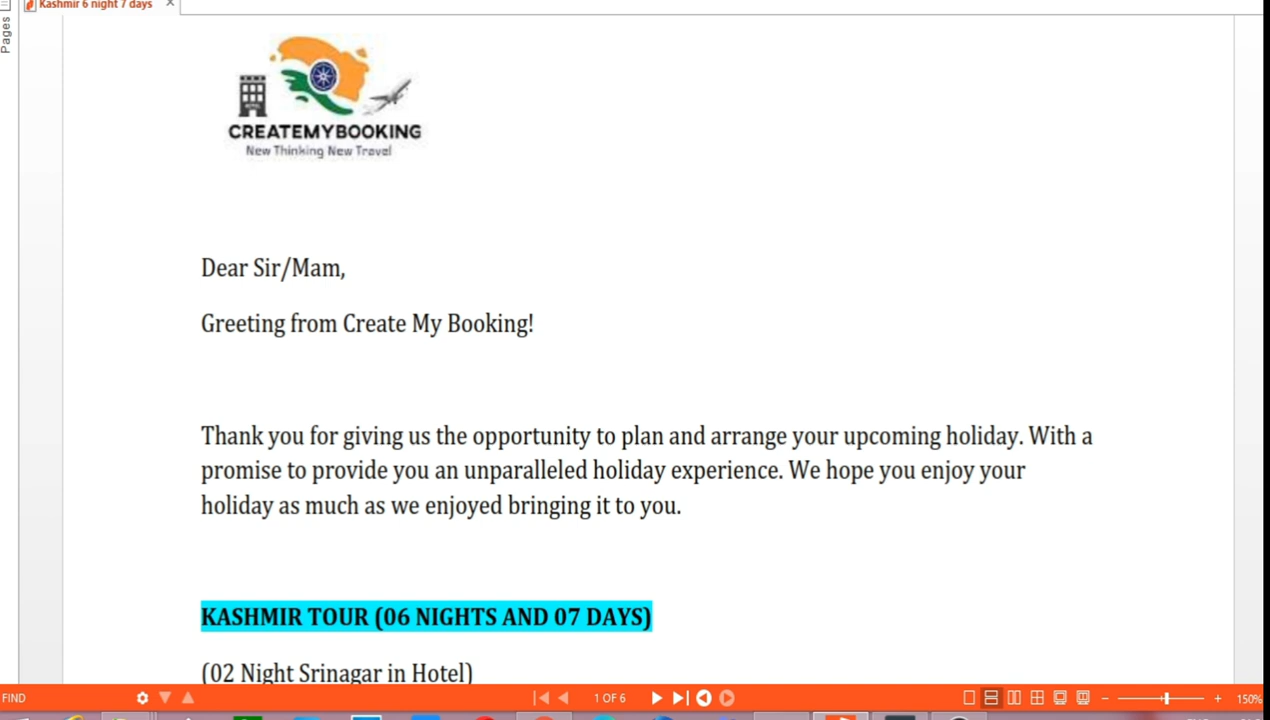 Kashmir 6 night 7 days
Pages
CREATEMYBOOKING
New Thinking New Travel
Dear Sir/Mam,
Greeting from Create My Booking!
Thank you for giving us the opportunity to plan and arrange your upcoming holiday. With a
promise to provide you an unparalleled holiday experience. We hope you enjoy your
holiday as much as we enjoyed bringing it to you.
KASHMIR TOUR (06 NIGHTS AND 07 DAYS)
(02 Night Srinagar in Hotel)
FIND
1 OF 6
150%